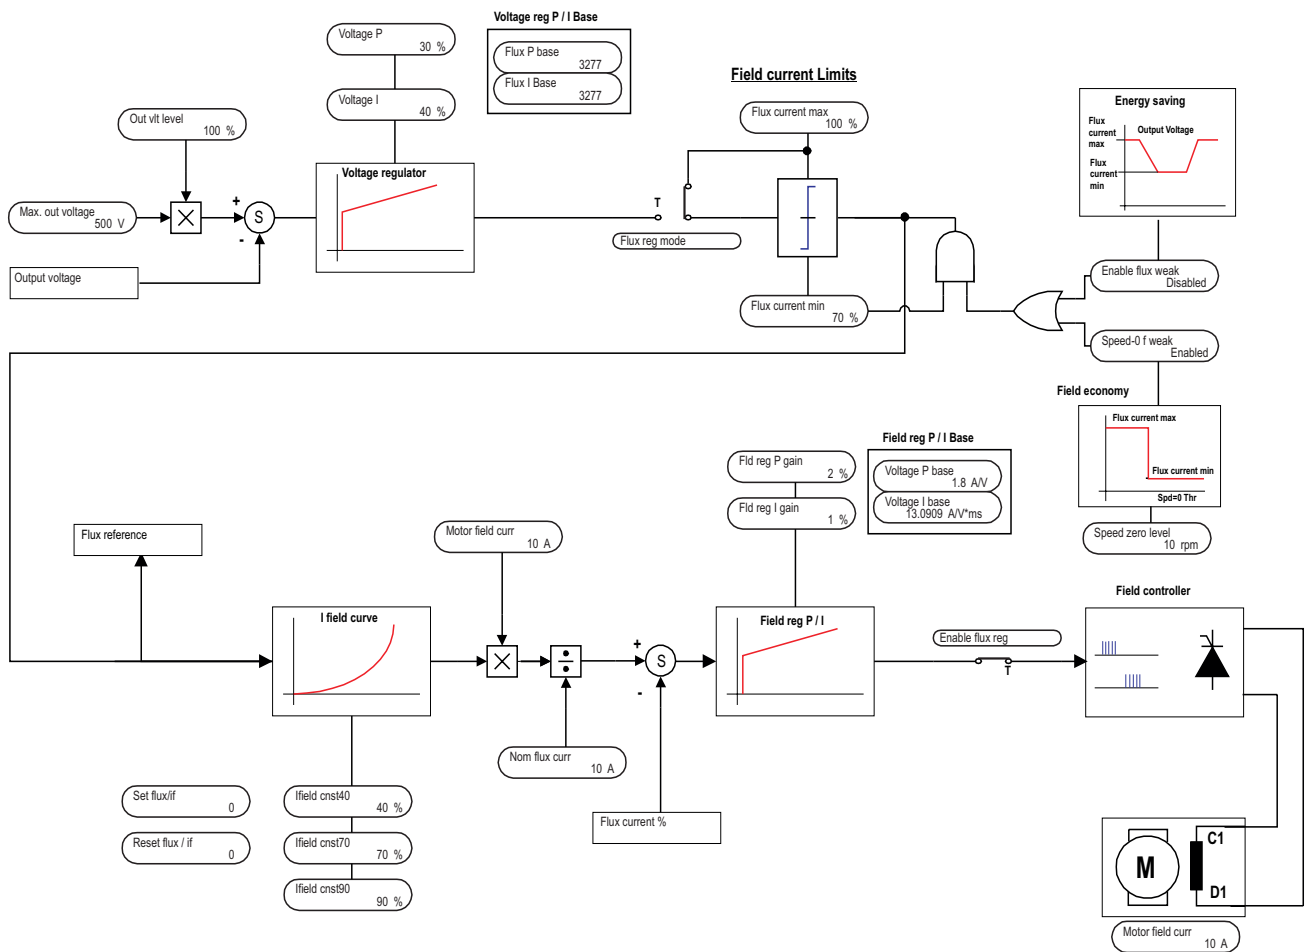 Voltage reg P / I Base
Voltage P
30 %
Flux P base
3277
Flux I Base
3277
Voltage I
40 %
Field current Limits
Out vlt level
100 %
Flux current max
100 %
Energy saving
Flux
current
max
Output Voltage
Flux
current
min
Voltage regulator
Max. out voltage
500 V
+
S
-
T
Flux reg mode
Output voltage
Enable flux weak
Disabled
Flux current min
70 %
Speed-0 f weak
Enabled
Field economy
Flux current max
Flux current min
Spd=0 Thr
Speed zero level
10 rpm
Field reg P / I Base
Fld reg P gain
2 %
Voltage P base
1.8 A/V
Voltage I base
13.0909 A/V*ms
Fld reg I gain
1 %
Flux reference
Motor field curr
10 A
I field curve
Field reg P / I
Field controller
+
S
-
Enable flux reg
T
Nom flux curr
10 A
Set flux/if
0
Ifield cnst40
40 %
Flux current %
Reset flux / if
0
Ifield cnst70
70 %
Ifield cnst90
90 %
M
C1
D1
Motor field curr
10 A